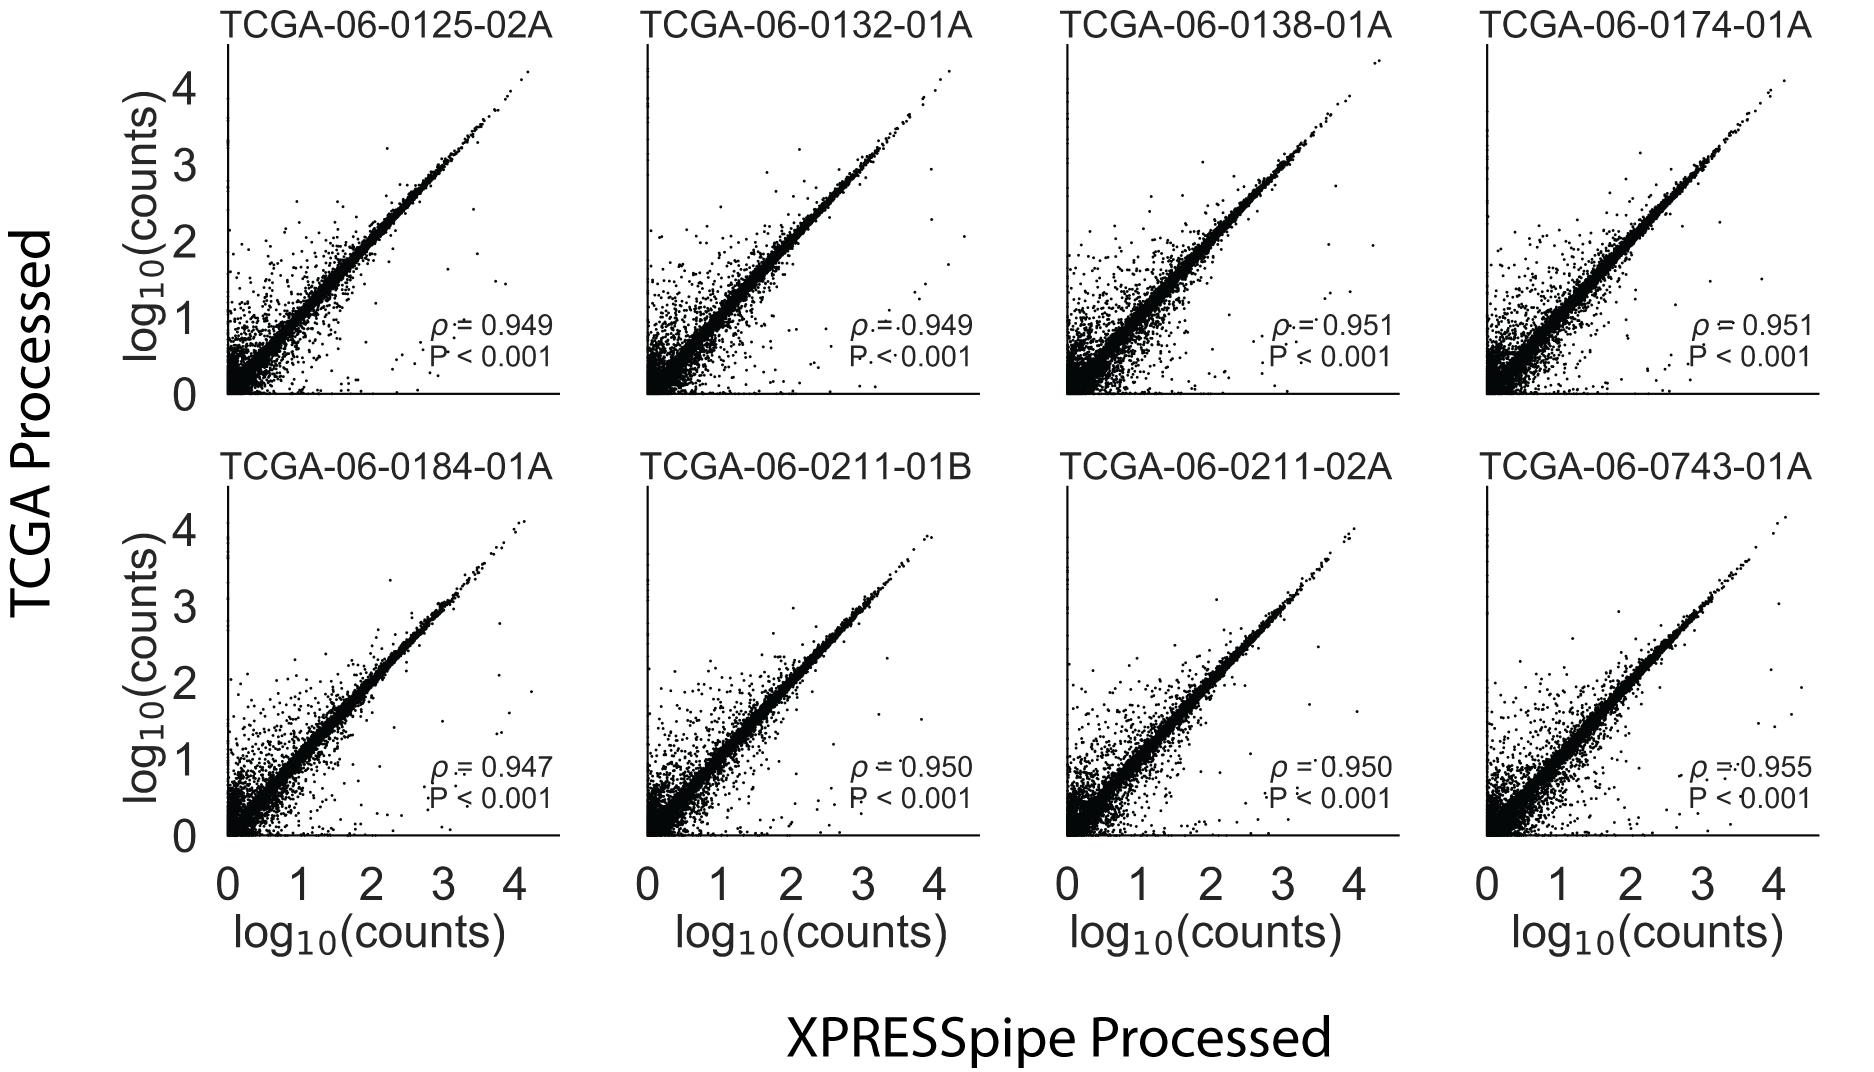 TCGA Processed
TCGA-06-0125-02A
TCGA-06-0132-01A
TCGA-06-0138-01A
TCGA-06-0174-01A
log10(counts)
4
3
2
1
0
ρ = 0.949
P < 0.001
ρ = 0.949
P < 0.001
ρ = 0.951
P < 0.001
ρ = 0.951
P < 0.001
TCGA-06-0184-01A
TCGA-06-0211-01B
TCGA-06-0211-02A
TCGA-06-0743-01A
log10(counts)
4
3
2
1
0
ρ = 0.947
P < 0.001
ρ = 0.950
P < 0.001
ρ = 0.950
P < 0.001
ρ = 0.955
P < 0.001
0 1 2 3 4
0 1 2 3 4
0 1 2 3 4
0 1 2 3 4
log10(counts)
log10(counts)
log10(counts)
log10(counts)
XPRESSpipe Processed